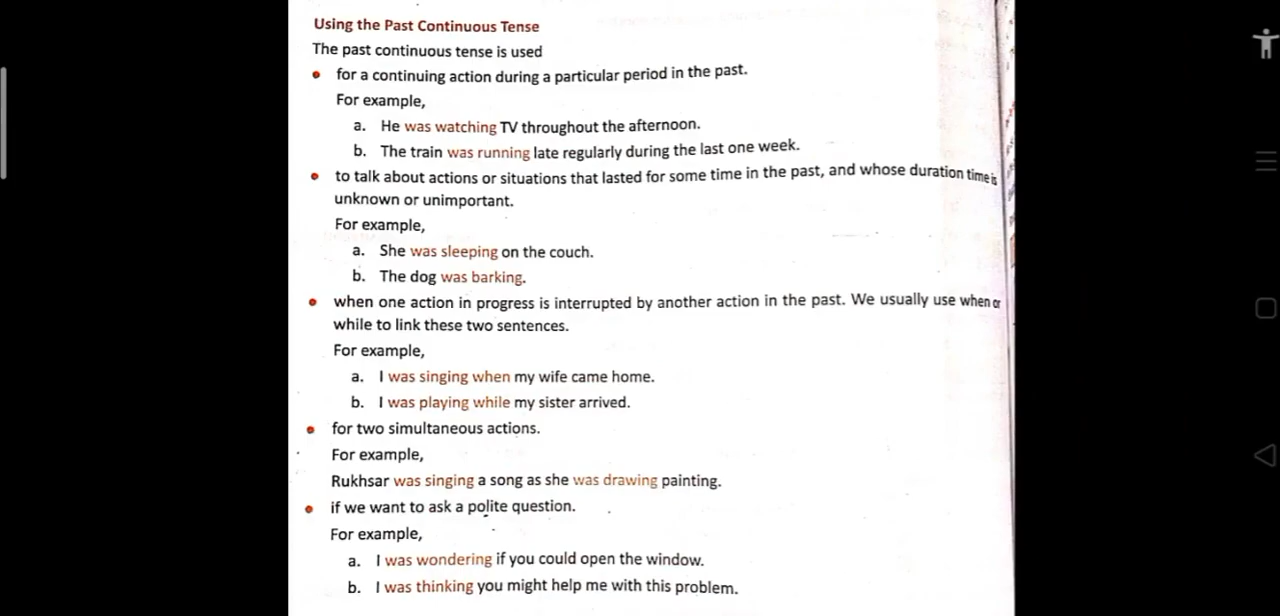 Using the Past Continuous Tense
The past continuous tense is used
• for a continuing action during a particular period in the past.
For example,
a. He was watching TV throughout the afternoon.
b. The train was running late regularly during the last one week.
• to talk about actions or situations that lasted for some time in the past, and whose duration time is
unknown or unimportant.
For example,
a. She was sleeping on the couch.
b. The dog was barking.
• when one action in progress is interrupted by another action in the past. We usually use when or
while to link these two sentences.
For example,
a. I was singing when my wife came home.
b. I was playing while my sister arrived.
• for two simultaneous actions.
For example,
Rukhsar was singing a song as she was drawing painting.
• if we want to ask a polite question.
For example,
a. I was wondering if you could open the window.
b. I was thinking you might help me with this problem.